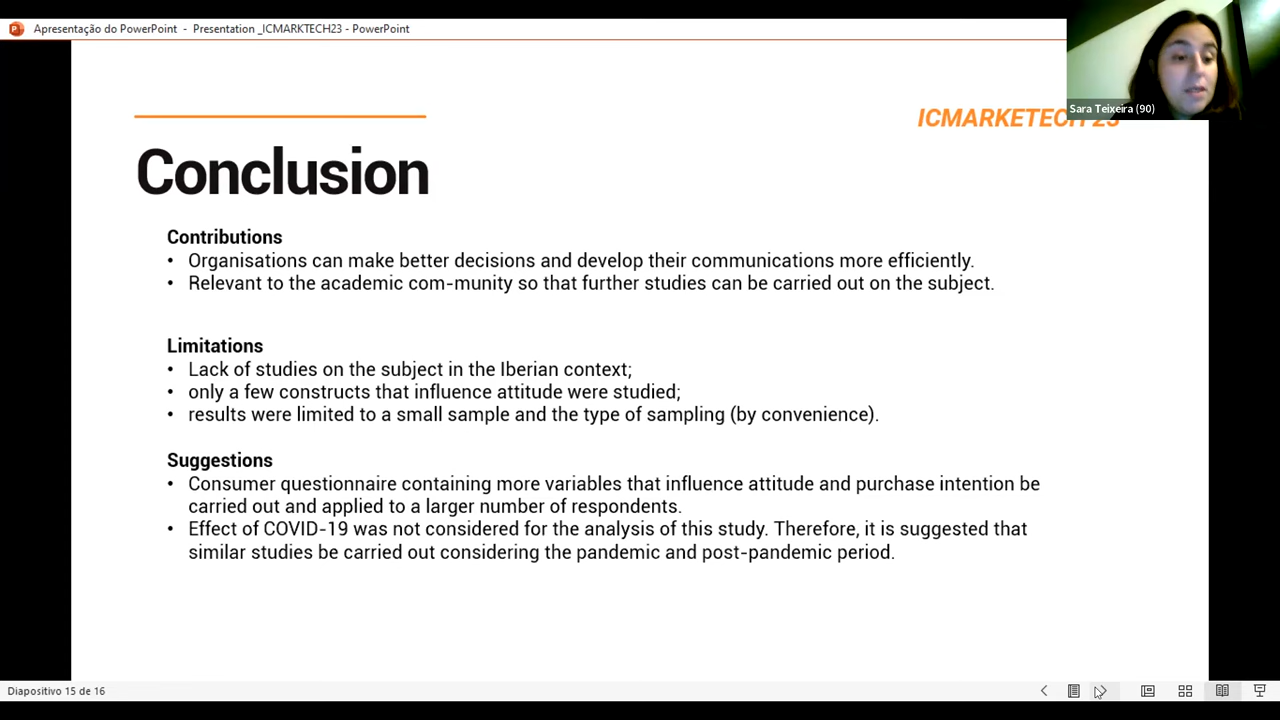 Apresentação do PowerPoint - Presentation _ICMARKTECH23 - PowerPoint
Sara Teixeira (90)
ICMARKETECH 23
Conclusion
Contributions
• Organisations can make better decisions and develop their communications more efficiently.
• Relevant to the academic com-munity so that further studies can be carried out on the subject.
Limitations
• Lack of studies on the subject in the Iberian context;
• only a few constructs that influence attitude were studied;
• results were limited to a small sample and the type of sampling (by convenience).
Suggestions
• Consumer questionnaire containing more variables that influence attitude and purchase intention be
carried out and applied to a larger number of respondents.
• Effect of COVID-19 was not considered for the analysis of this study. Therefore, it is suggested that
similar studies be carried out considering the pandemic and post-pandemic period.
Diapositivo 15 de 16